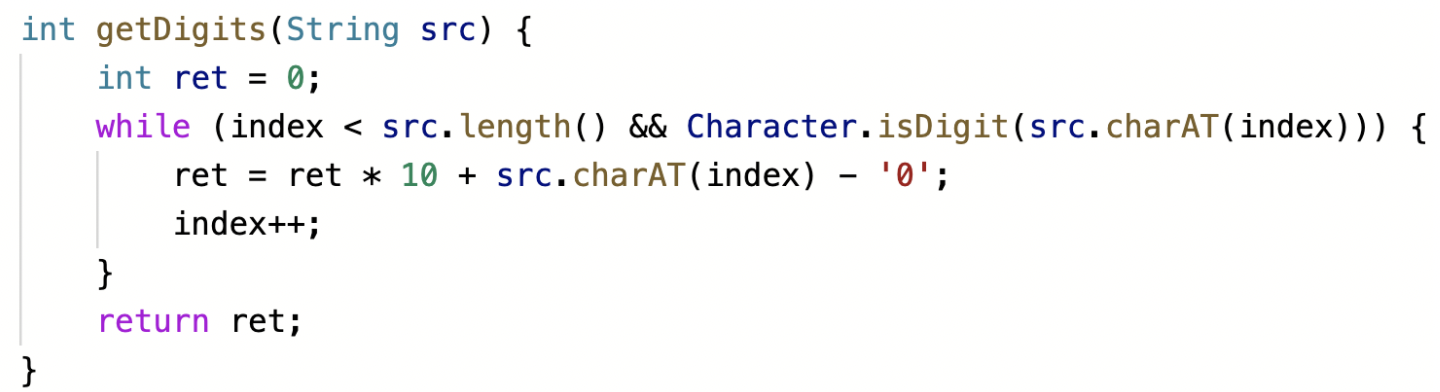 int getDigits(String src) {
    int ret = 0;
    while (index < src.length() && Character.isDigit(src.charAT(index))) {
        ret = ret * 10 + src.charAT(index) - '0';
        index++;
    }
    return ret;
}